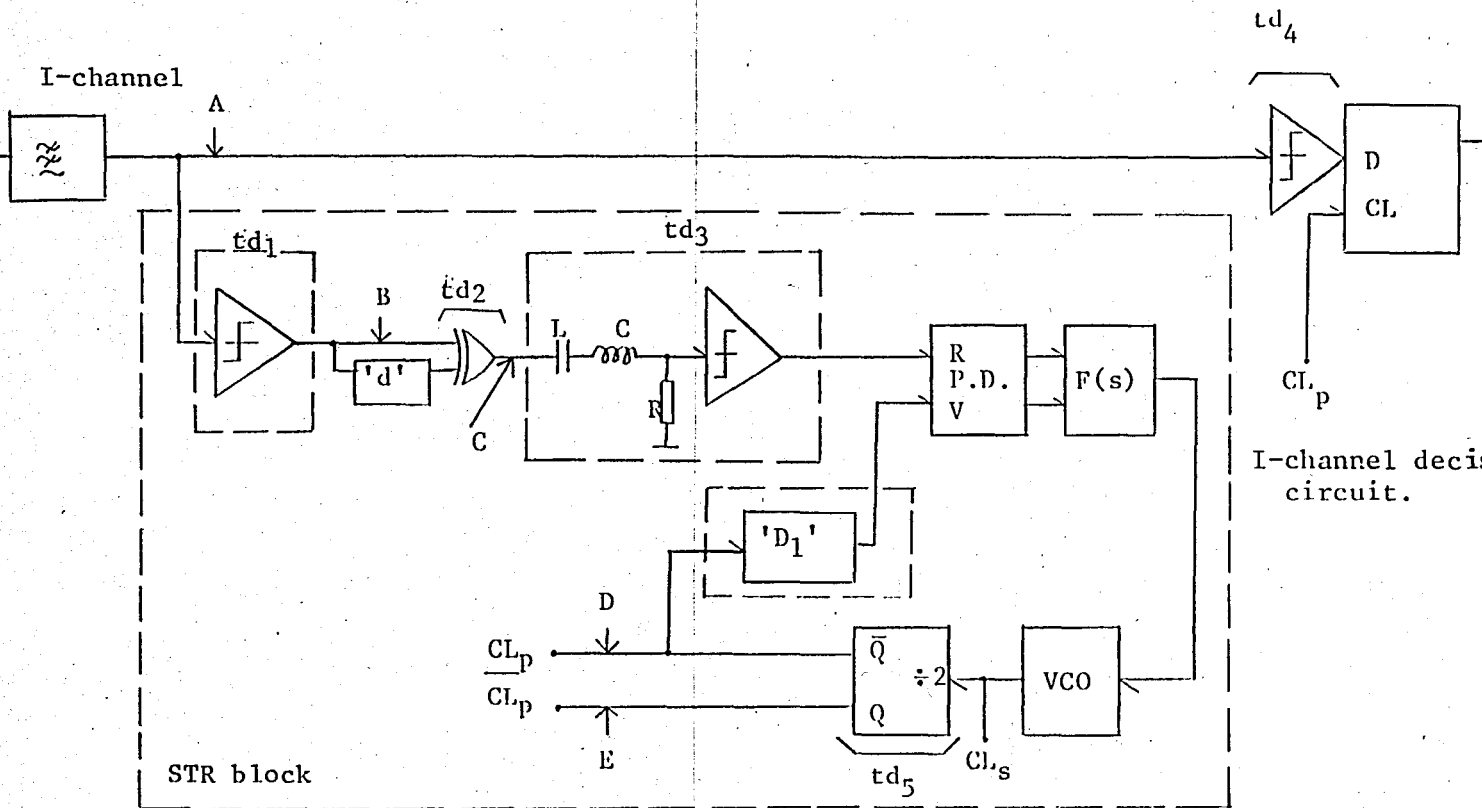 td4
I-channel
A
D
CL
td1
td3
B
td2
L
C
'd'
R
C
R
P.D.
V
F(s)
CLp
I-channel decis
circuit.
'D1'
D
CLp
CLp
Q̄
÷2
Q
VCO
E
CLs
td5
STR block